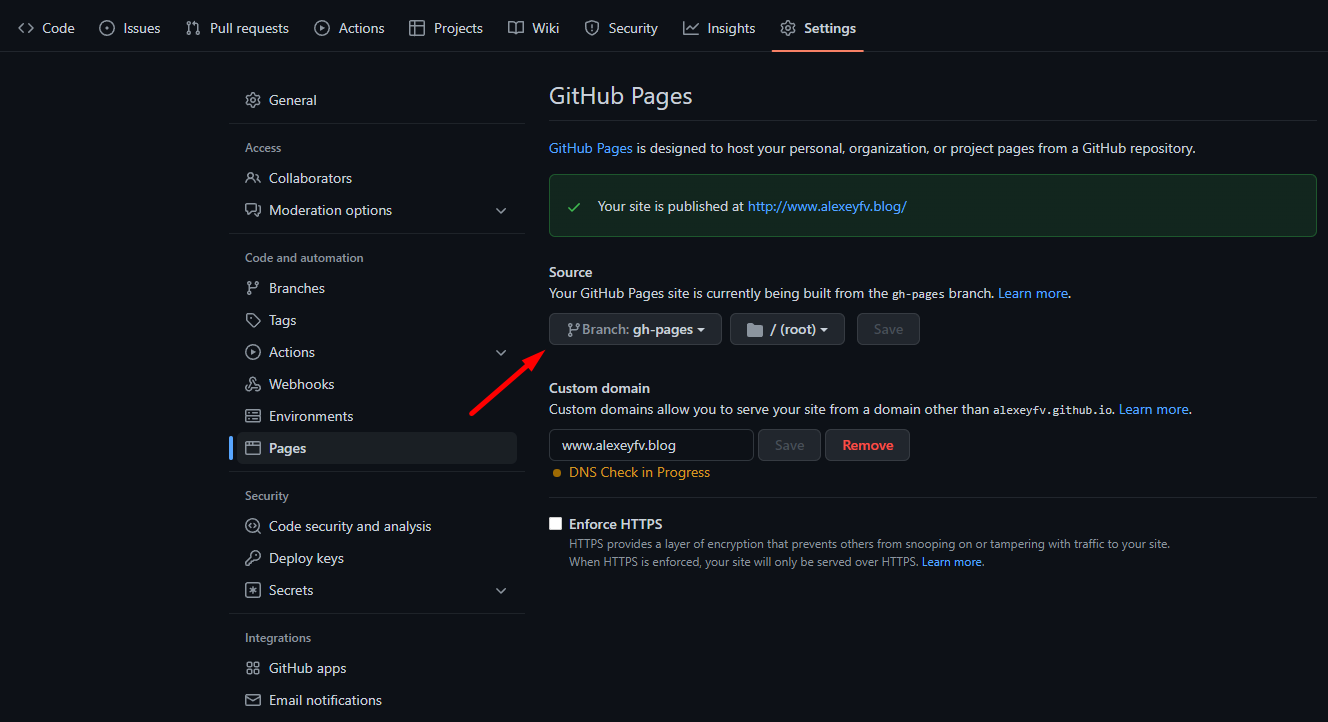 Code Issues Pull requests Actions Projects Wiki Security Insights Settings
General
Access
Collaborators
Moderation options
Code and automation
Branches
Tags
Actions
Webhooks
Environments
Pages
Security
Code security and analysis
Deploy keys
Secrets
Integrations
GitHub apps
Email notifications
GitHub Pages
GitHub Pages is designed to host your personal, organization, or project pages from a GitHub repository.
Your site is published at http://www.alexeyfv.blog/
Source
Your GitHub Pages site is currently being built from the gh-pages branch. Learn more.
Branch: gh-pages / (root) Save
Custom domain
Custom domains allow you to serve your site from a domain other than alexeyfv.github.io. Learn more.
www.alexeyfv.blog Save Remove
DNS Check in Progress
Enforce HTTPS
HTTPS provides a layer of encryption that prevents others from snooping on or tampering with traffic to your site.
When HTTPS is enforced, your site will only be served over HTTPS. Learn more.